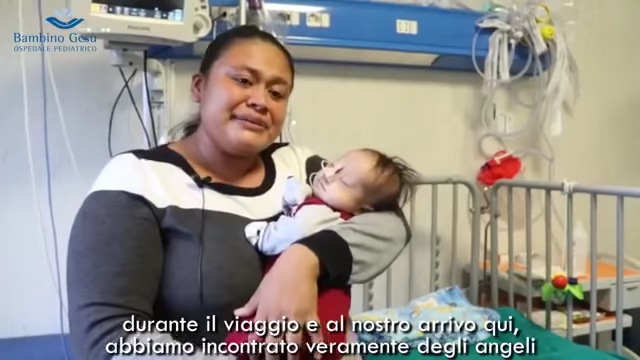 Bambino Gesù
OSPEDALE PEDIATRICO
durante il viaggio e al nostro arrivo qui,
abbiamo incontrato veramente degli angeli